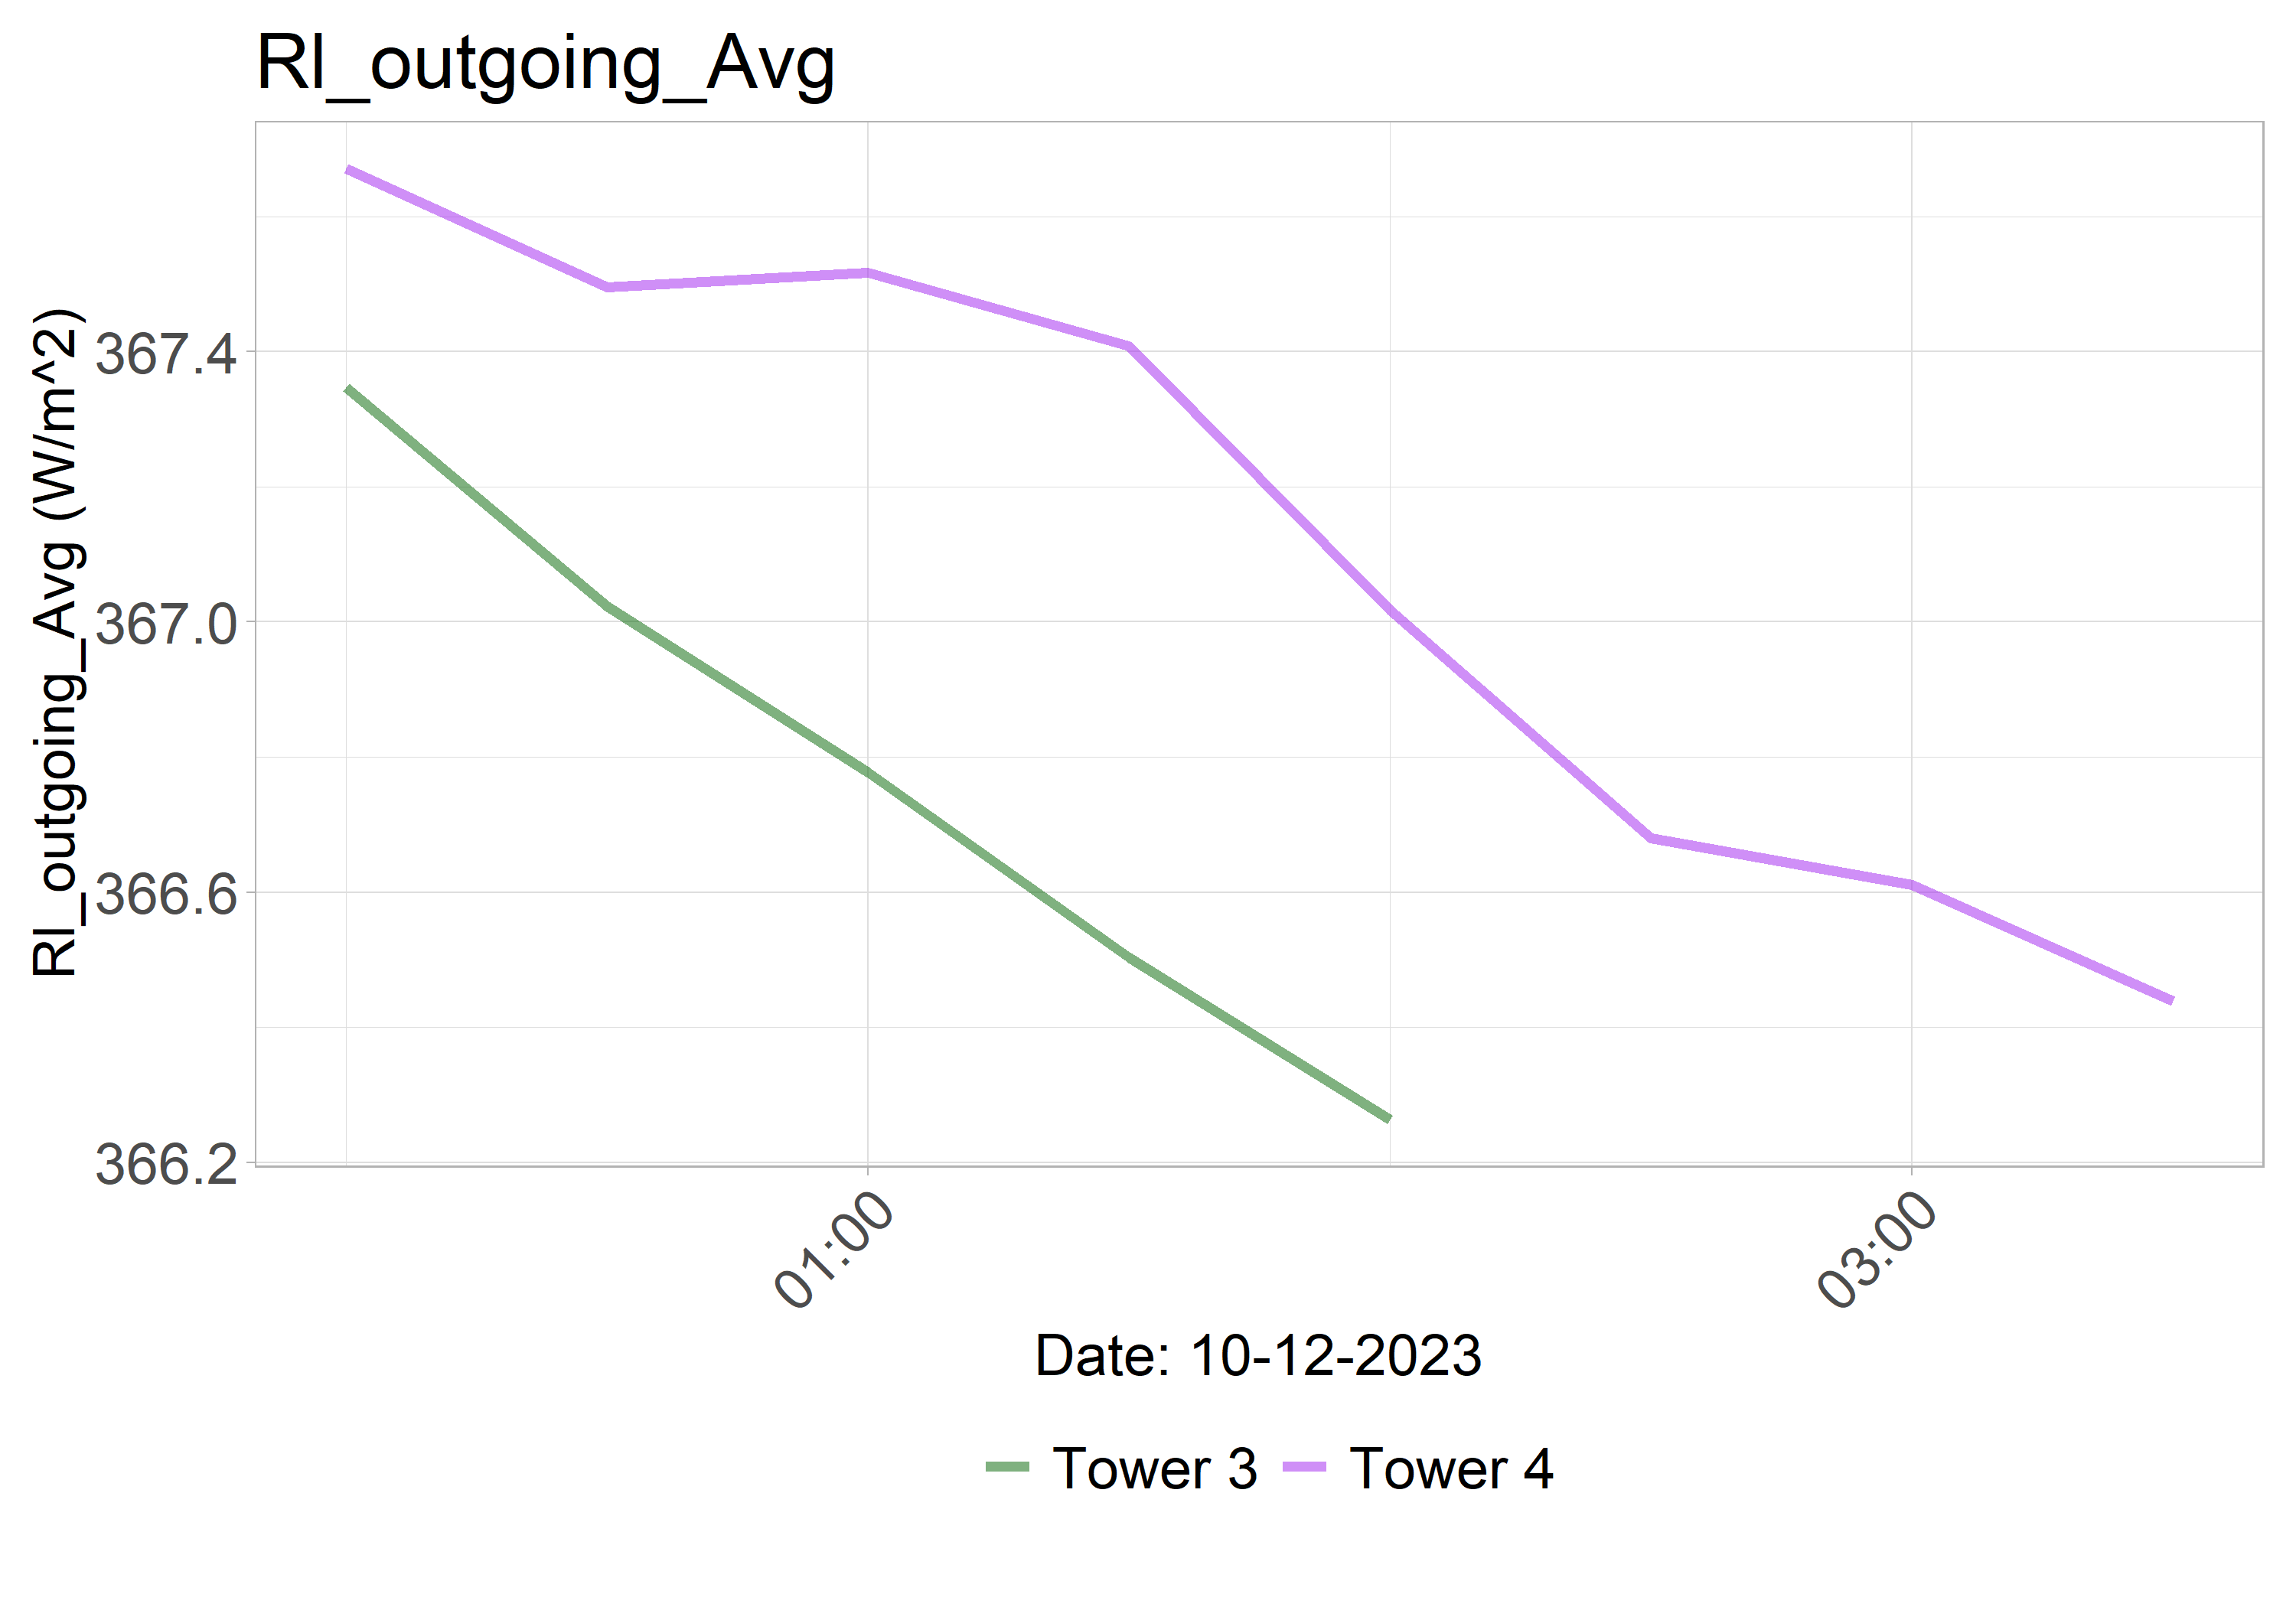 Rl_outgoing_Avg
Rl_outgoing_Avg (W/m^2)
367.4
367.0
366.6
366.2
01:00
03:00
Date: 10-12-2023
Tower 3
Tower 4